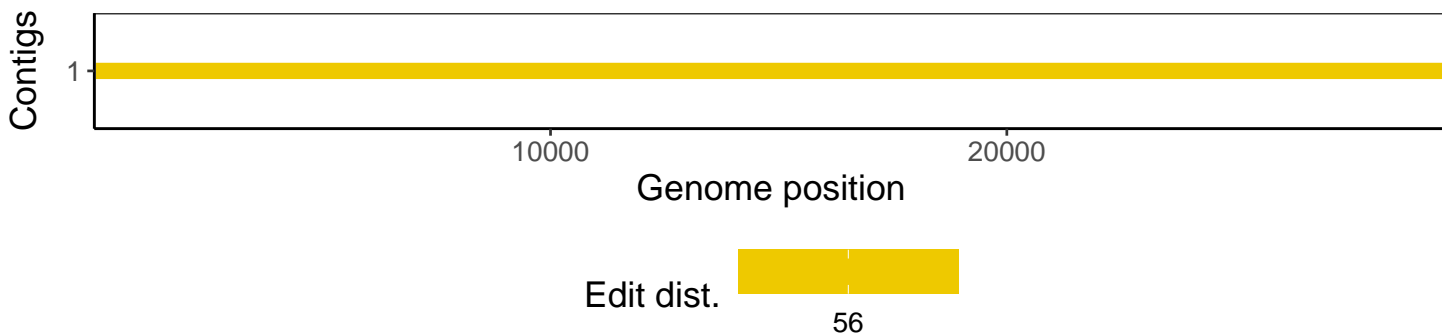 Contigs
1
10000 20000
Genome position
Edit dist.
56